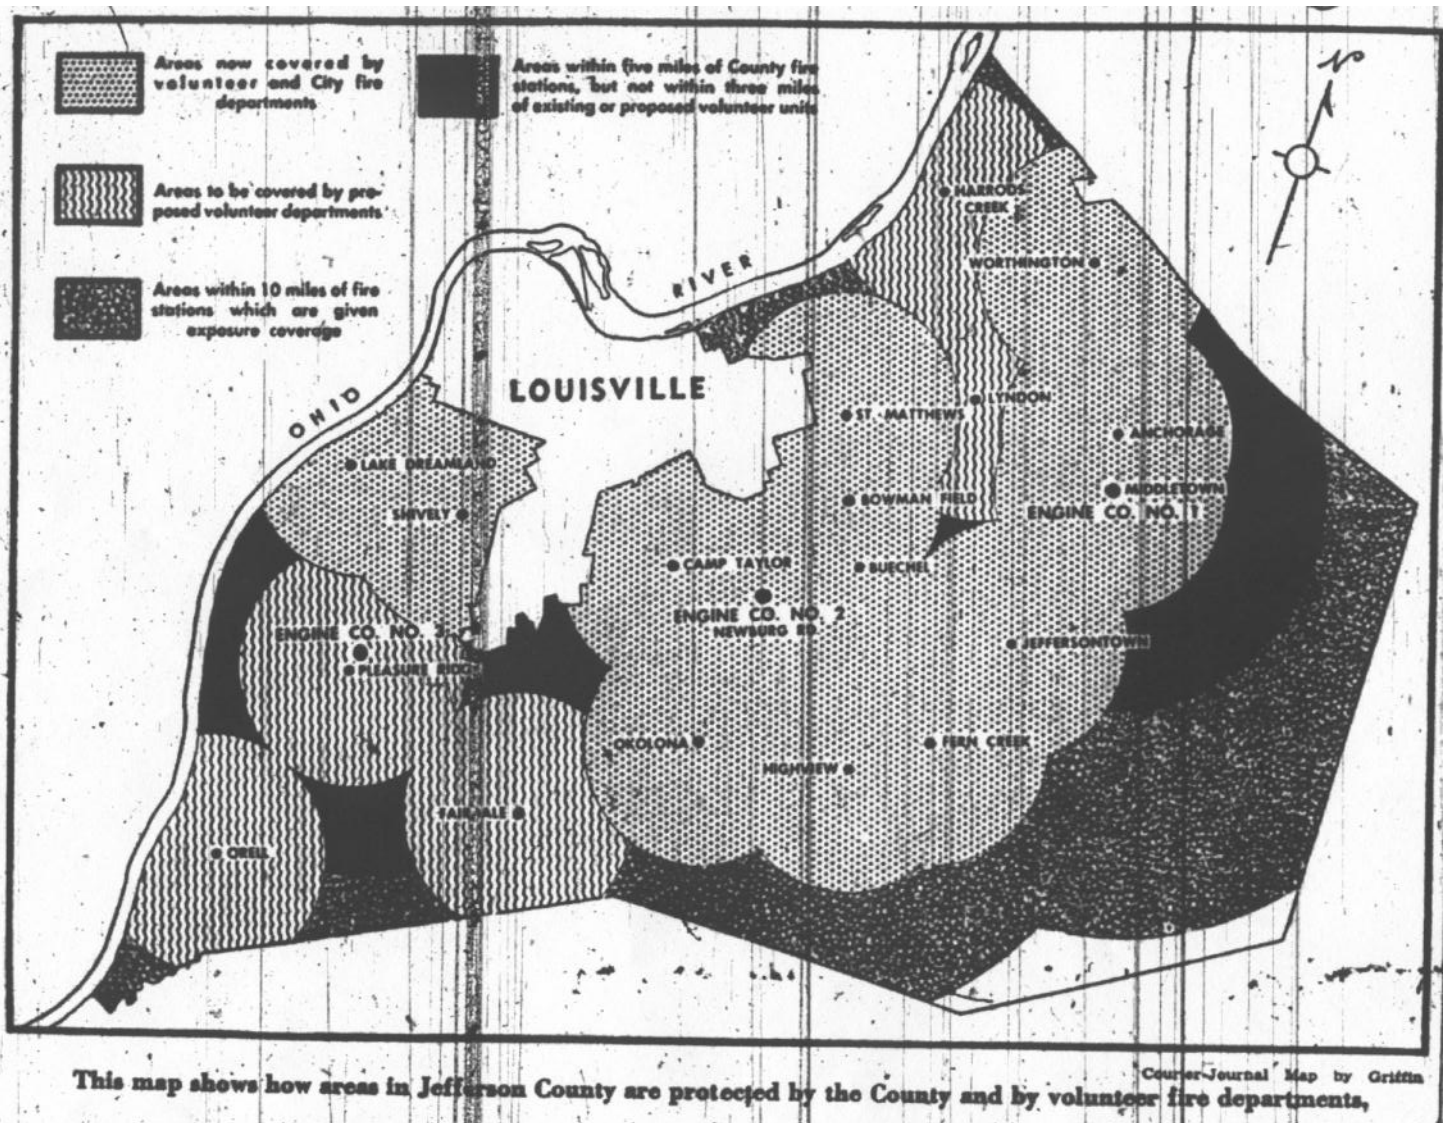 Areas now covered by
volunteer and City fire
departments
Areas within five miles of County fire
stations, but not within three miles
of existing or proposed volunteer units
Areas to be covered by pro-
posed volunteer departments
Areas within 10 miles of fire
stations which are given
exposure coverage
N
HARRODS
CREEK
WORTHINGTON
OHIO
RIVER
LOUISVILLE
LYNDON
ST. MATTHEWS
ANCHORAGE
LAKE DREAMLAND
MIDDLETOWN
ENGINE CO. NO. 1
BOWMAN FIELD
SHIVELY
CAMP TAYLOR
BUECHEL
ENGINE CO. NO. 2
NEWBURG RD.
ENGINE CO. NO. 3
JEFFERSONTOWN
PLEASURE RIDGE
OKOLONA
FERN CREEK
HIGHVIEW
FAIRDALE
ORELL
Courier-Journal Map by Griffin
This map shows how areas in Jefferson County are protected by the County and by volunteer fire departments,